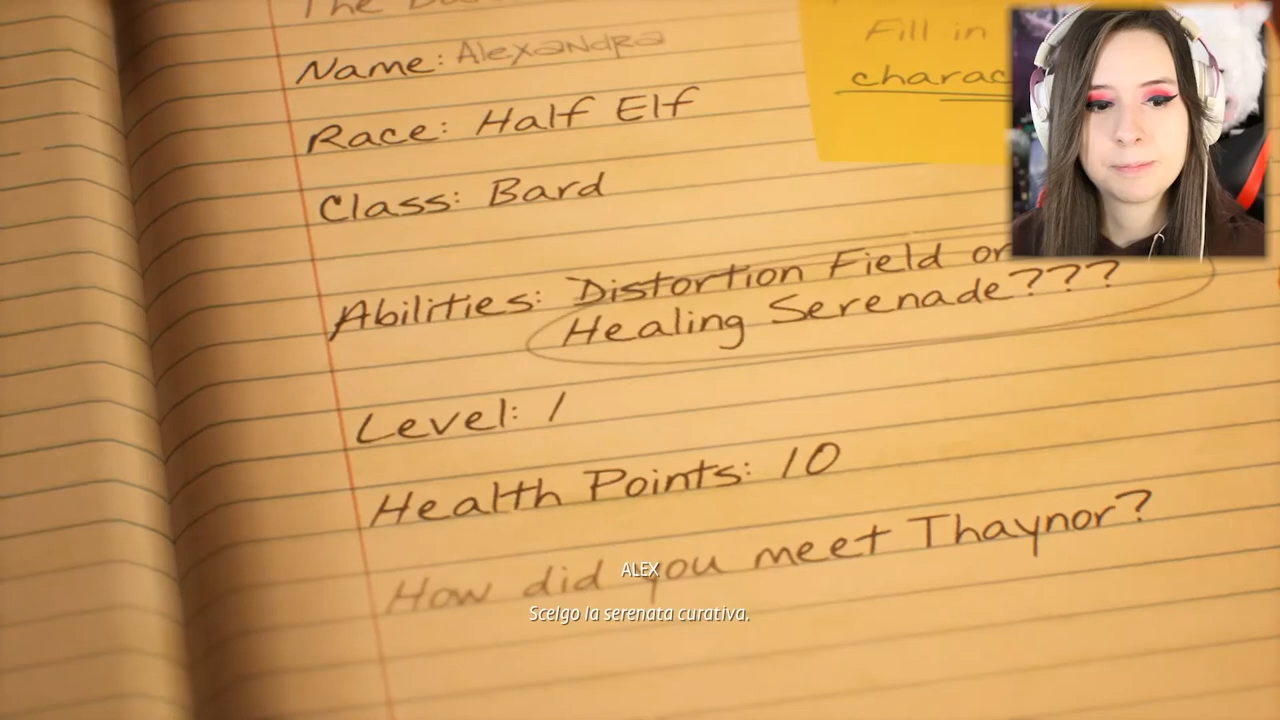 The
Name: Alexandra
Race: Half Elf
Class: Bard
Fill in
charac
Abilities: Distortion Field or
Healing Serenade???
Level: 1
Health Points: 10
How did you meet Thaynor?
ALEX
Scelgo la serenata curativa.